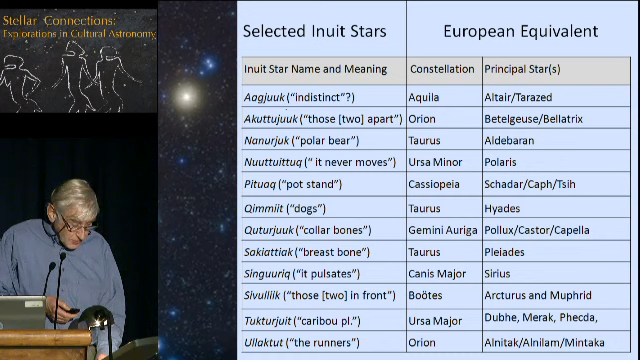 Stellar Connections:
Explorations in Cultural Astronomy
Selected Inuit Stars European Equivalent
Inuit Star Name and Meaning Constellation Principal Star(s)
Aagjuuk ("indistinct"?) Aquila Altair/Tarazed
Akuttujuuk ("those [two] apart") Orion Betelgeuse/Bellatrix
Nanurjuk ("polar bear") Taurus Aldebaran
Nuuttuittuq (" it never moves") Ursa Minor Polaris
Pituaq ("pot stand") Cassiopeia Schadar/Caph/Tsih
Qimmiit ("dogs") Taurus Hyades
Quturjuuk ("collar bones") Gemini Auriga Pollux/Castor/Capella
Sakiattiak ("breast bone") Taurus Pleiades
Singuuriq ("it pulsates") Canis Major Sirius
Sivulliik ("those [two] in front") Boötes Arcturus and Muphrid
Tukturjuit ("caribou pl.") Ursa Major Dubhe, Merak, Phecda,
Ullaktut ("the runners") Orion Alnitak/Alnilam/Mintaka